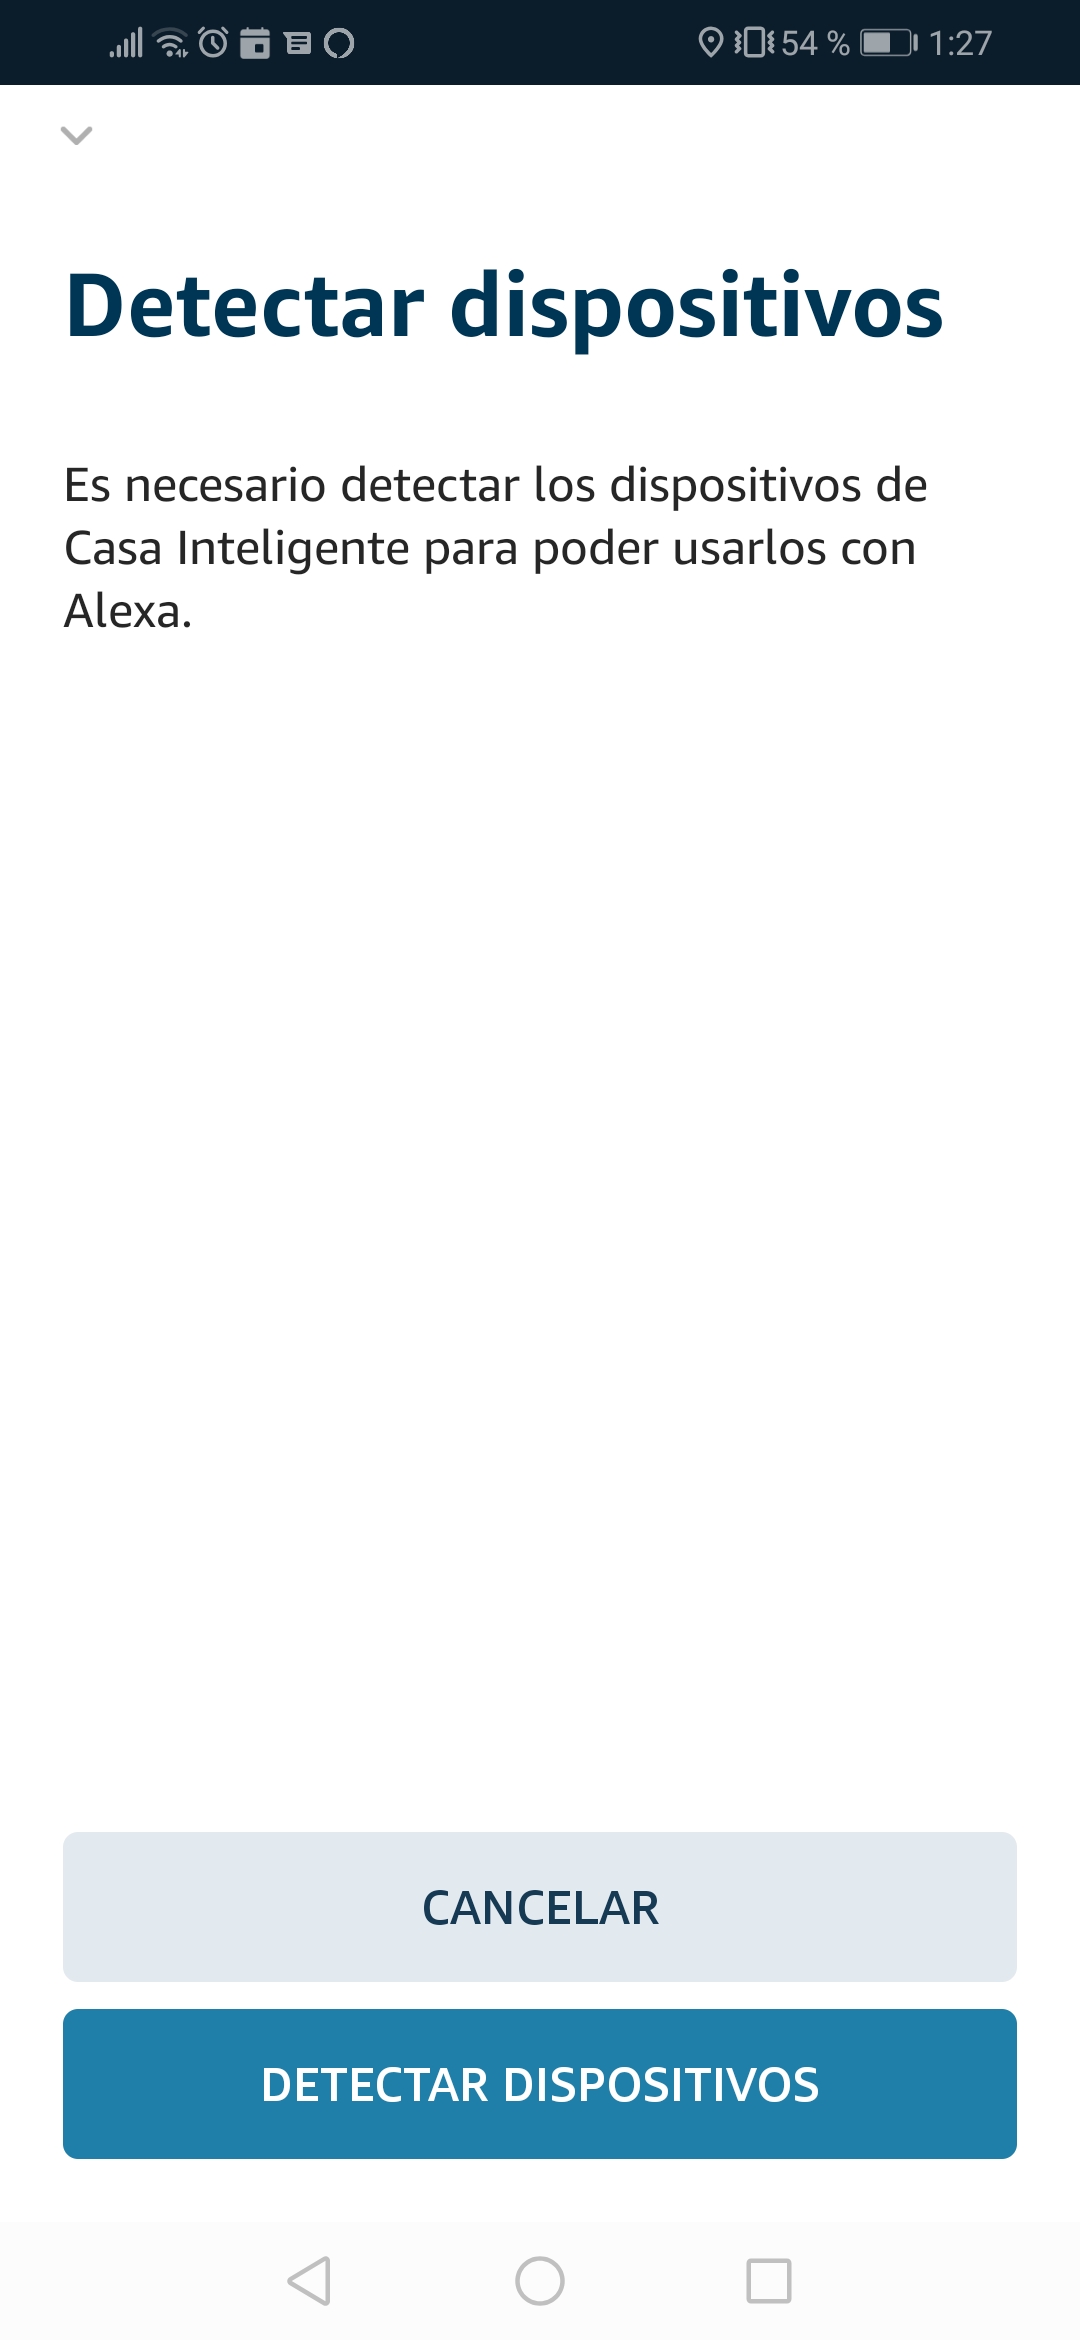 54 % 1:27
Detectar dispositivos
Es necesario detectar los dispositivos de
Casa Inteligente para poder usarlos con
Alexa.
CANCELAR
DETECTAR DISPOSITIVOS